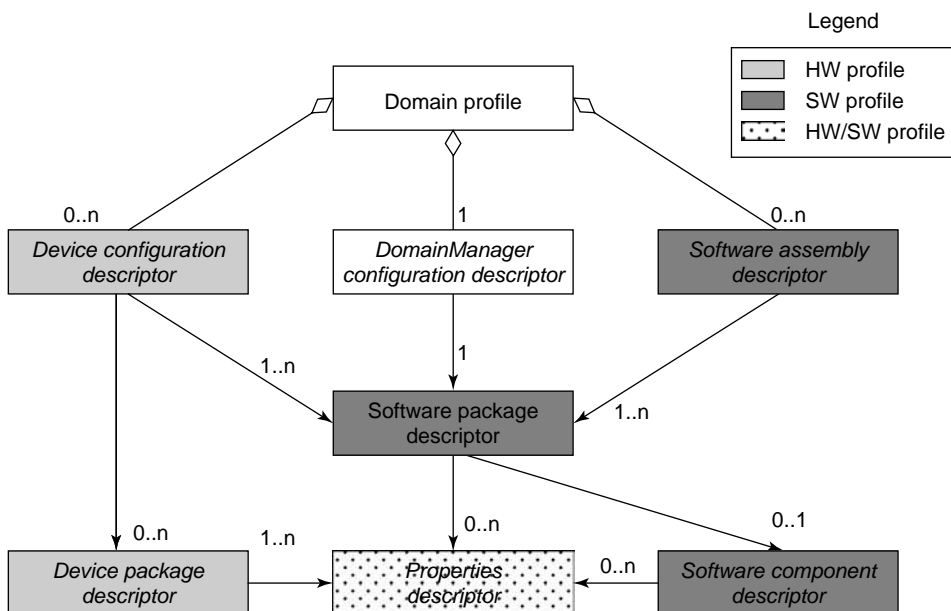 Legend
HW profile
SW profile
HW/SW profile
Domain profile
0..n
1
0..n
Device configuration
descriptor
DomainManager
configuration descriptor
Software assembly
descriptor
1..n
1
1..n
Software package
descriptor
0..n
1..n
0..n
0..1
0..n
Device package
descriptor
Properties
descriptor
Software component
descriptor